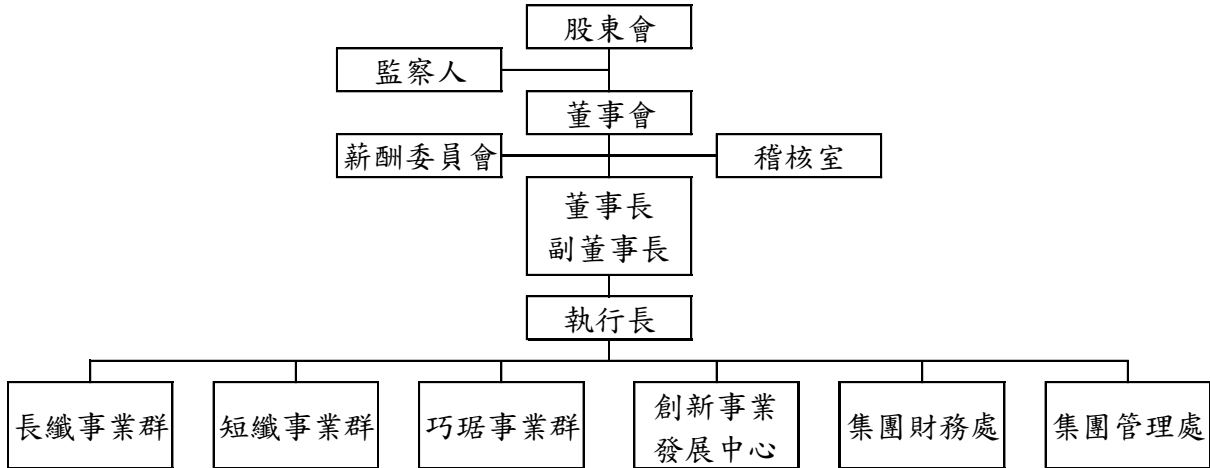 股東會
監察人
董事會
薪酬委員會
稽核室
董事長
副董事長
執行長
長纖事業群
短纖事業群
巧琚事業群
創新事業
發展中心
集團財務處
集團管理處